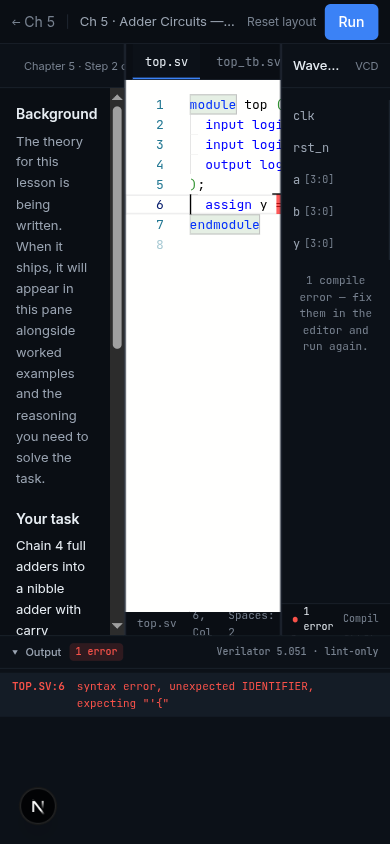 ← Ch 5
Ch 5 · Adder Circuits —...
Reset layout
Run
Chapter 5 · Step 2 o
top.sv
top_tb.sv
Wave...
VCD
Background
The theory
for this
lesson is
being
written.
When it
ships, it will
appear in
this pane
alongside
worked
examples
and the
reasoning
you need to
solve the
task.
Your task
Chain 4 full
adders into
a nibble
adder with
carry
1 module top (
2 input logi
3 input logi
4 output log
5 );
6 assign y =
7 endmodule
8
top.sv
6,
Col
Spaces:
2
clk
rst_n
a [3:0]
b [3:0]
y [3:0]
1 compile
error — fix
them in the
editor and
run again.
1
error
Compil
▾ Output
1 error
Verilator 5.051 · lint-only
TOP.SV:6 syntax error, unexpected IDENTIFIER,
expecting "'{"
N